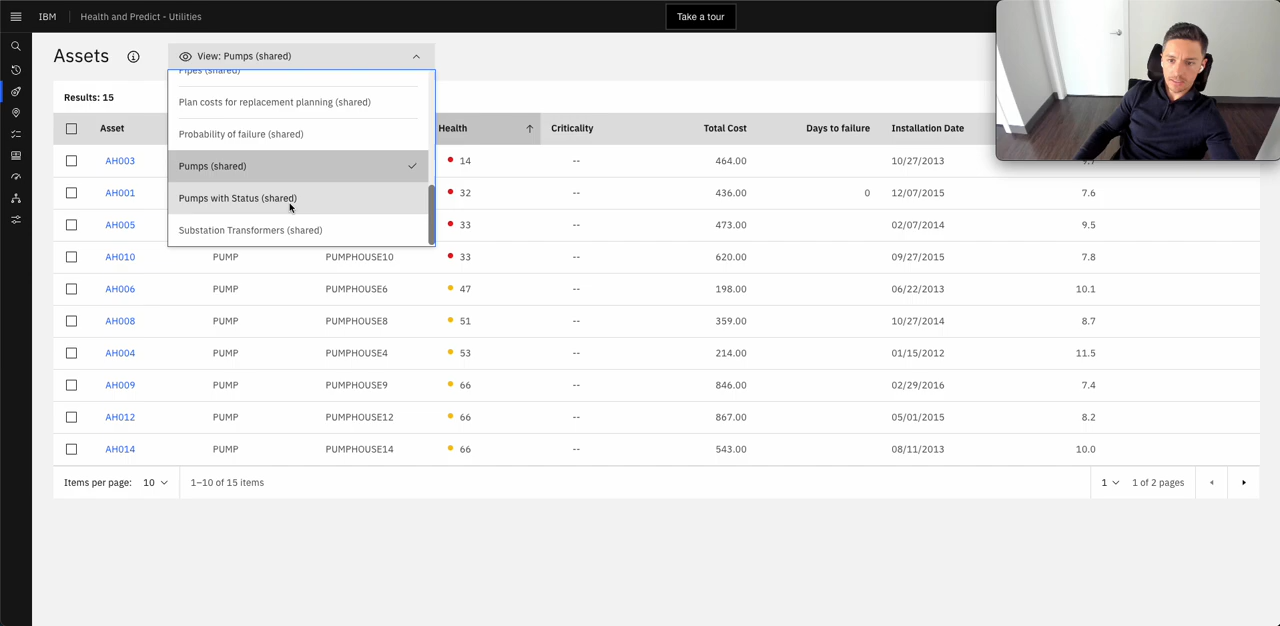 IBM Health and Predict - Utilities Take a tour
Assets View: Pumps (shared)
Pipes (shared)
Plan costs for replacement planning (shared)
Probability of failure (shared)
Pumps (shared)
Pumps with Status (shared)
Substation Transformers (shared)
Results: 15
Asset Health Criticality Total Cost Days to failure Installation Date
AH003 14 -- 464.00 10/27/2013 9.7
AH001 32 -- 436.00 0 12/07/2015 7.6
AH005 33 -- 473.00 02/07/2014 9.5
AH010 PUMP PUMPHOUSE10 33 -- 620.00 09/27/2015 7.8
AH006 PUMP PUMPHOUSE6 47 -- 198.00 06/22/2013 10.1
AH008 PUMP PUMPHOUSE8 51 -- 359.00 10/27/2014 8.7
AH004 PUMP PUMPHOUSE4 53 -- 214.00 01/15/2012 11.5
AH009 PUMP PUMPHOUSE9 66 -- 846.00 02/29/2016 7.4
AH012 PUMP PUMPHOUSE12 66 -- 867.00 05/01/2015 8.2
AH014 PUMP PUMPHOUSE14 66 -- 543.00 08/11/2013 10.0
Items per page: 10 1–10 of 15 items 1 1 of 2 pages